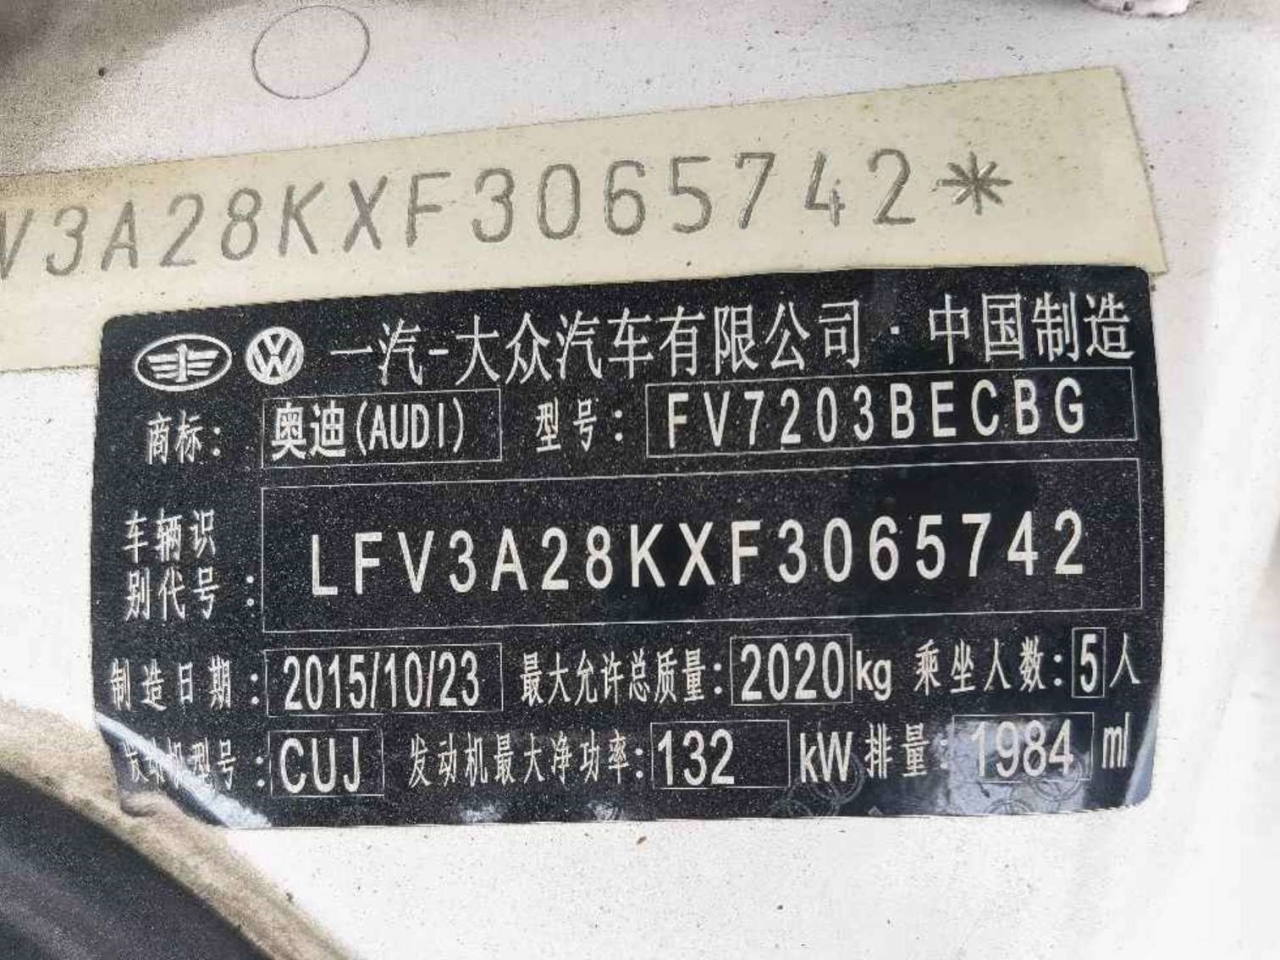 V3A28KXF3065742*
一汽-大众汽车有限公司·中国制造
商标: 奥迪(AUDI) 型号: FV7203BECBG
车辆识别代号: LFV3A28KXF3065742
制造日期: 2015/10/23 最大允许总质量: 2020kg 乘坐人数: 5人
发动机型号: CUJ 发动机最大净功率: 132 kW 排量: 1984 ml